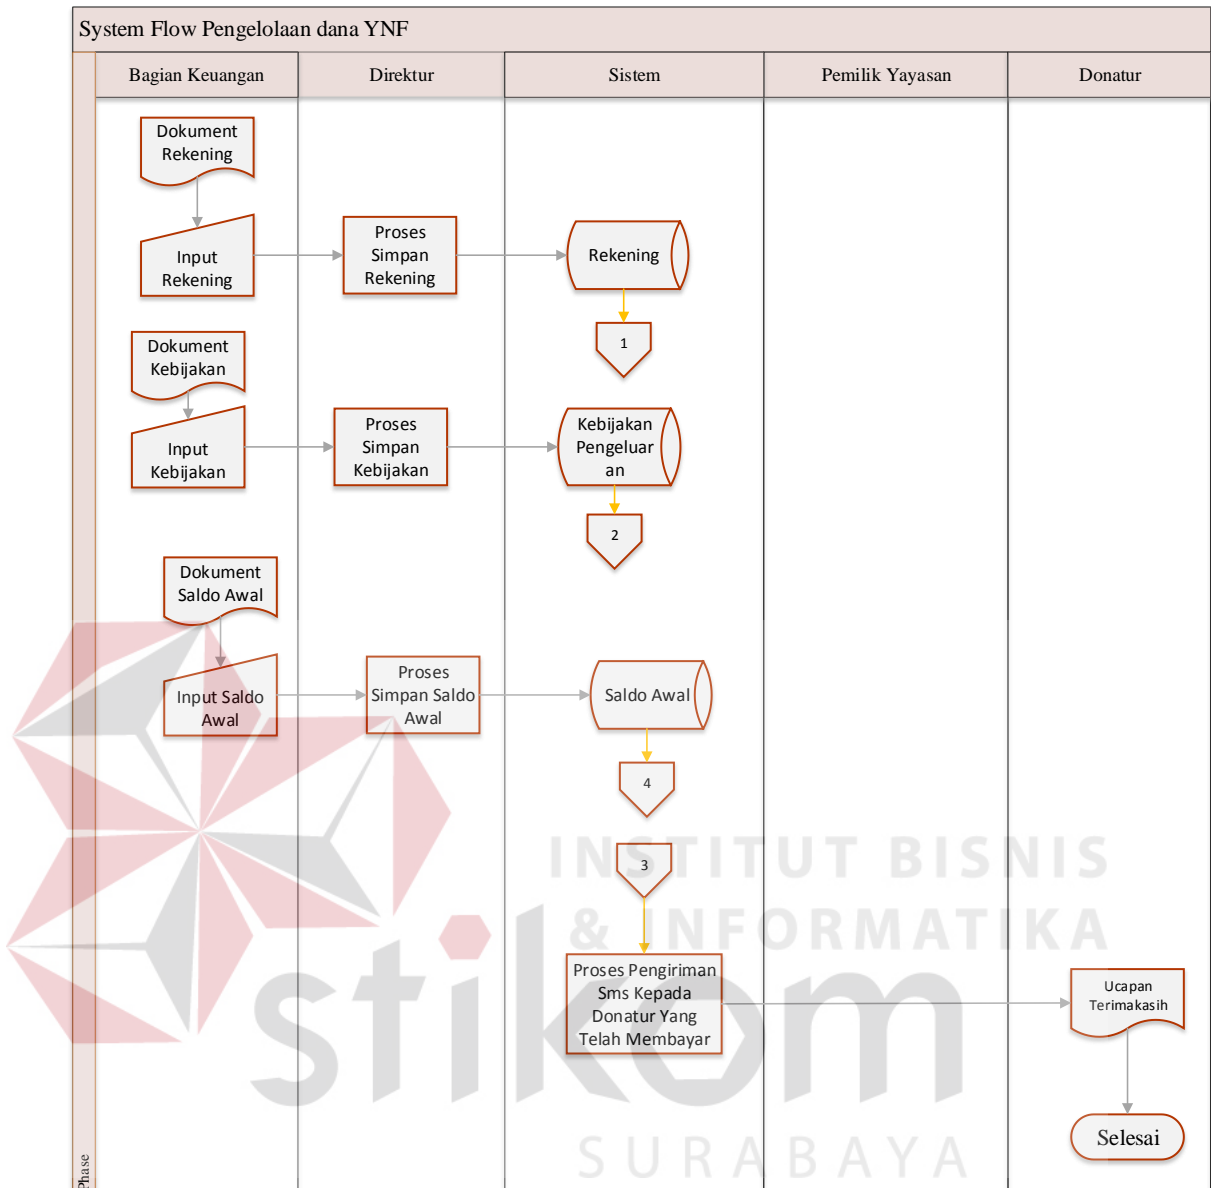 System Flow Pengelolaan dana YNF
Bagian Keuangan
Direktur
Sistem
Pemilik Yayasan
Donatur
Dokument
Rekening
Input
Rekening
Proses
Simpan
Rekening
Rekening
1
Dokument
Kebijakan
Input
Kebijakan
Proses
Simpan
Kebijakan
Kebijakan
Pengeluar
an
2
Dokument
Saldo Awal
Input Saldo
Awal
Proses
Simpan Saldo
Awal
Saldo Awal
4
3
Proses Pengiriman
Sms Kepada
Donatur Yang
Telah Membayar
Ucapan
Terimakasih
Selesai
Phase
INSTITUT BISNIS
& INFORMATIKA
stikom
SURABAYA